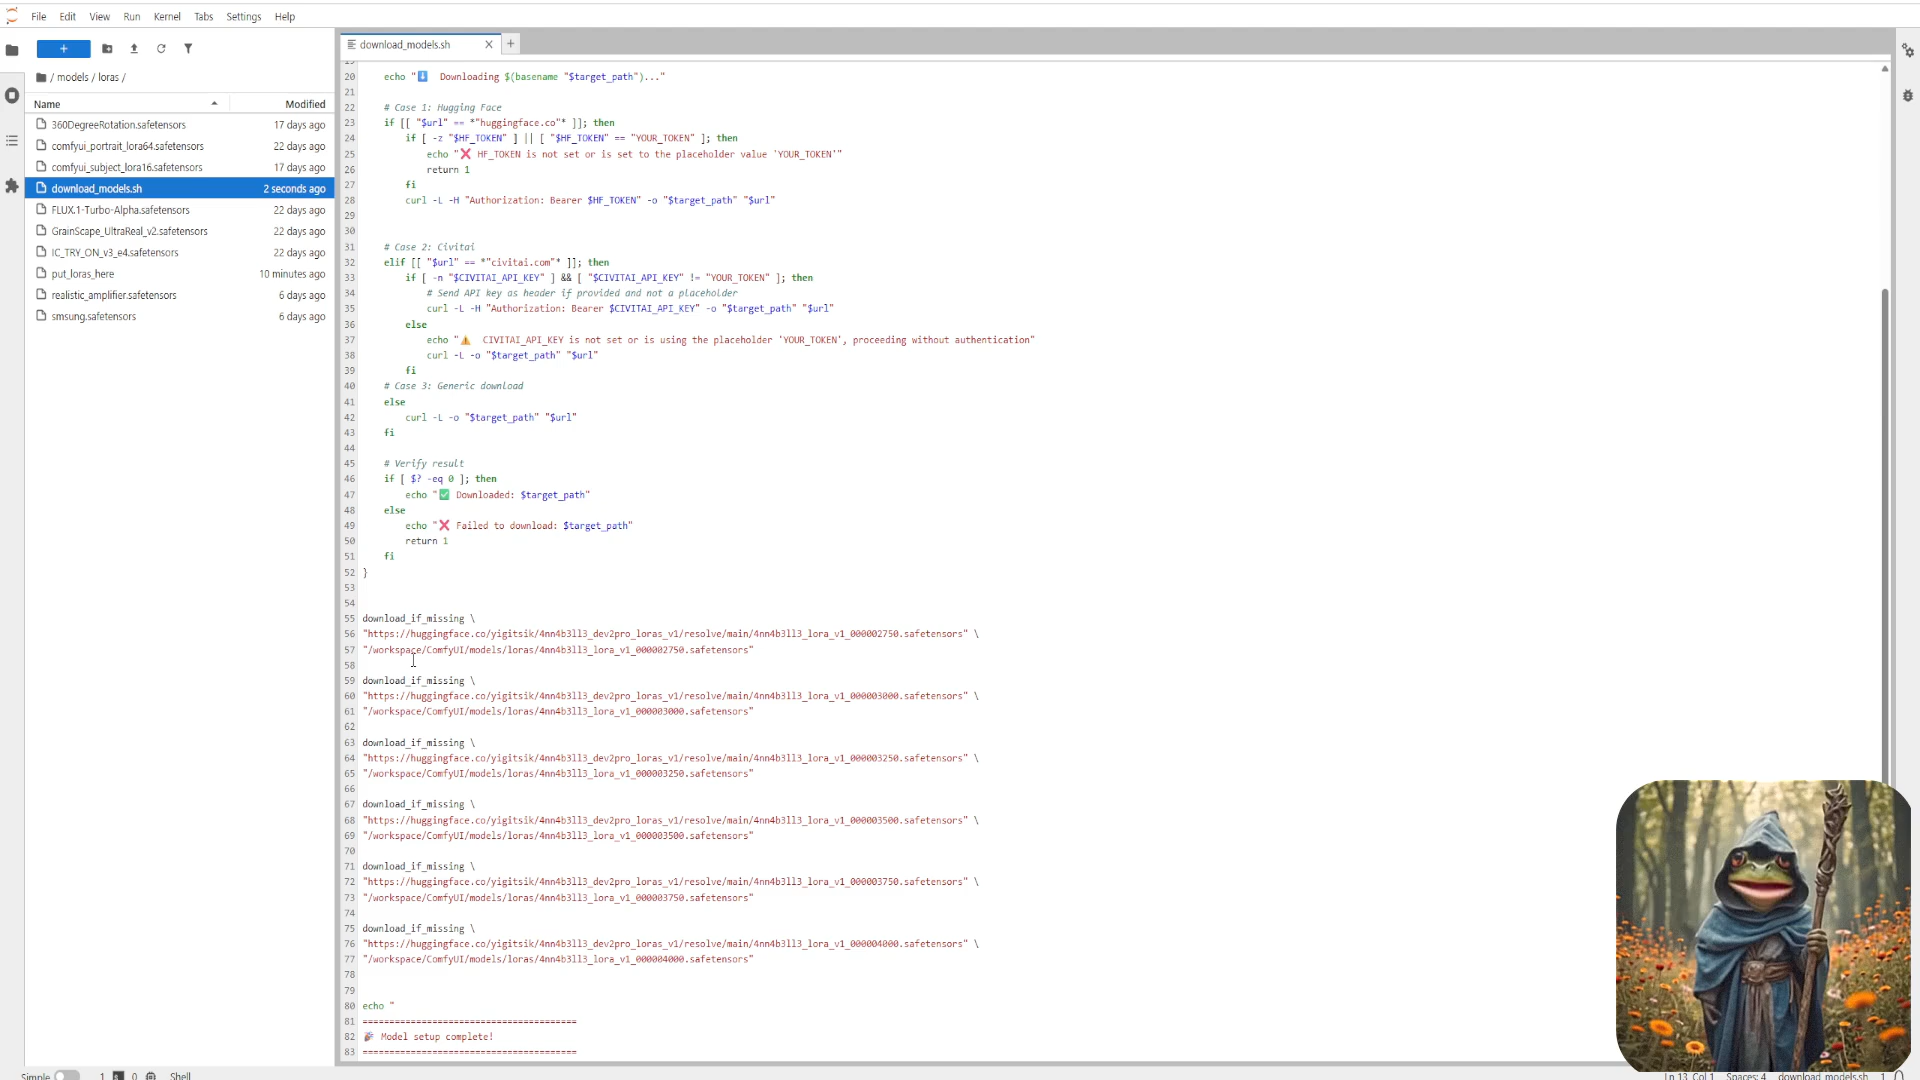 File Edit View Run Kernel Tabs Settings Help
/ models / loras /
Name Modified
360DegreeRotation.safetensors 17 days ago
comfyui_portrait_lora64.safetensors 22 days ago
comfyui_subject_lora16.safetensors 17 days ago
download_models.sh 2 seconds ago
FLUX.1-Turbo-Alpha.safetensors 22 days ago
GrainScape_UltraReal_v2.safetensors 22 days ago
IC_TRY_ON_v3_e4.safetensors 22 days ago
put_loras_here 10 minutes ago
realistic_amplifier.safetensors 6 days ago
smsung.safetensors 6 days ago
download_models.sh
19
20 echo "⬇️ Downloading $(basename "$target_path")..."
21
22 # Case 1: Hugging Face
23 if [[ "$url" == *"huggingface.co"* ]]; then
24 if [ -z "$HF_TOKEN" ] || [ "$HF_TOKEN" == "YOUR_TOKEN" ]; then
25 echo "❌ HF_TOKEN is not set or is set to the placeholder value 'YOUR_TOKEN'"
26 return 1
27 fi
28 curl -L -H "Authorization: Bearer $HF_TOKEN" -o "$target_path" "$url"
29
30
31 # Case 2: Civitai
32 elif [[ "$url" == *"civitai.com"* ]]; then
33 if [ -n "$CIVITAI_API_KEY" ] && [ "$CIVITAI_API_KEY" != "YOUR_TOKEN" ]; then
34 # Send API key as header if provided and not a placeholder
35 curl -L -H "Authorization: Bearer $CIVITAI_API_KEY" -o "$target_path" "$url"
36 else
37 echo "⚠️ CIVITAI_API_KEY is not set or is using the placeholder 'YOUR_TOKEN', proceeding without authentication"
38 curl -L -o "$target_path" "$url"
39 fi
40 # Case 3: Generic download
41 else
42 curl -L -o "$target_path" "$url"
43 fi
44
45 # Verify result
46 if [ $? -eq 0 ]; then
47 echo "✅ Downloaded: $target_path"
48 else
49 echo "❌ Failed to download: $target_path"
50 return 1
51 fi
52 }
53
54
55 download_if_missing \
56 "https://huggingface.co/yigitsik/4nn4b3ll3_dev2pro_loras_v1/resolve/main/4nn4b3ll3_lora_v1_000002750.safetensors" \
57 "/workspace/ComfyUI/models/loras/4nn4b3ll3_lora_v1_000002750.safetensors"
58
59 download_if_missing \
60 "https://huggingface.co/yigitsik/4nn4b3ll3_dev2pro_loras_v1/resolve/main/4nn4b3ll3_lora_v1_000003000.safetensors" \
61 "/workspace/ComfyUI/models/loras/4nn4b3ll3_lora_v1_000003000.safetensors"
62
63 download_if_missing \
64 "https://huggingface.co/yigitsik/4nn4b3ll3_dev2pro_loras_v1/resolve/main/4nn4b3ll3_lora_v1_000003250.safetensors" \
65 "/workspace/ComfyUI/models/loras/4nn4b3ll3_lora_v1_000003250.safetensors"
66
67 download_if_missing \
68 "https://huggingface.co/yigitsik/4nn4b3ll3_dev2pro_loras_v1/resolve/main/4nn4b3ll3_lora_v1_000003500.safetensors" \
69 "/workspace/ComfyUI/models/loras/4nn4b3ll3_lora_v1_000003500.safetensors"
70
71 download_if_missing \
72 "https://huggingface.co/yigitsik/4nn4b3ll3_dev2pro_loras_v1/resolve/main/4nn4b3ll3_lora_v1_000003750.safetensors" \
73 "/workspace/ComfyUI/models/loras/4nn4b3ll3_lora_v1_000003750.safetensors"
74
75 download_if_missing \
76 "https://huggingface.co/yigitsik/4nn4b3ll3_dev2pro_loras_v1/resolve/main/4nn4b3ll3_lora_v1_000004000.safetensors" \
77 "/workspace/ComfyUI/models/loras/4nn4b3ll3_lora_v1_000004000.safetensors"
78
79
80 echo "
81 ========================================
82 🎉 Model setup complete!
83 ========================================
Simple 1 0 Shell Ln 13, Col 1 Spaces: 4 download_models.sh 1